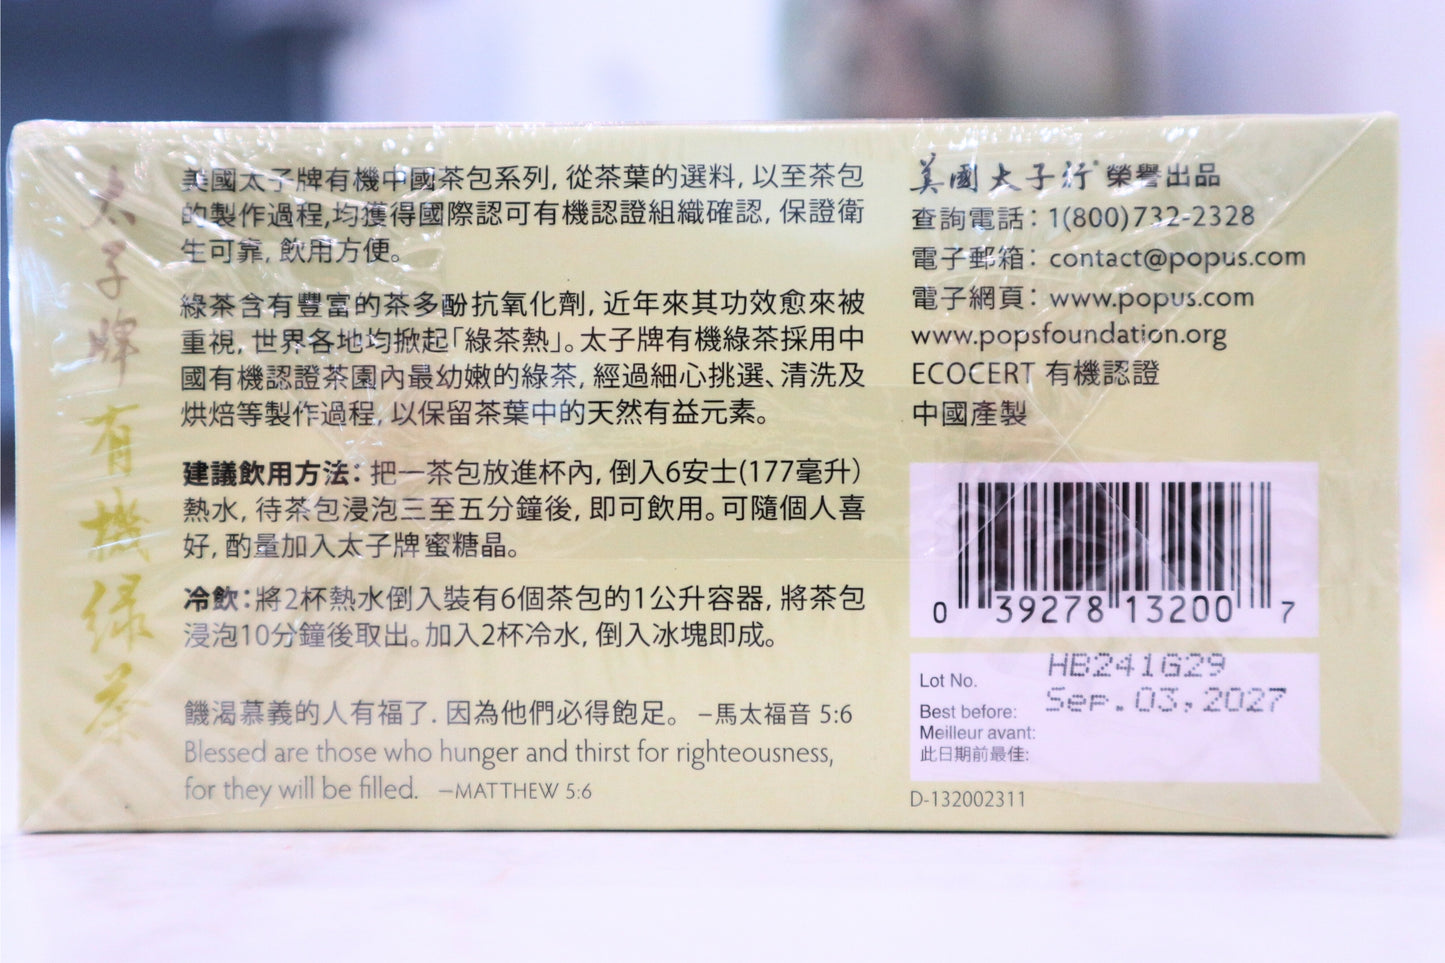 太子牌 有機綠茶
美國太子牌有機中國茶包系列, 從茶葉的選料, 以至茶包
的製作過程,均獲得國際認可有機認證組織確認, 保證衛
生可靠, 飲用方便。
綠茶含有豐富的茶多酚抗氧化劑, 近年來其功效愈來被
重視, 世界各地均掀起「綠茶熱」。太子牌有機綠茶採用中
國有機認證茶園內最幼嫩的綠茶, 經過細心挑選、清洗及
烘焙等製作過程, 以保留茶葉中的天然有益元素。
建議飲用方法: 把一茶包放進杯內, 倒入6安士(177毫升)
熱水, 待茶包浸泡三至五分鐘後, 即可飲用。可隨個人喜
好, 酌量加入太子牌蜜糖晶。
冷飲:將2杯熱水倒入裝有6個茶包的1公升容器, 將茶包
浸泡10分鐘後取出。加入2杯冷水, 倒入冰塊即成。
饑渴慕義的人有福了. 因為他們必得飽足。 –馬太福音 5:6
Blessed are those who hunger and thirst for righteousness,
for they will be filled. —MATTHEW 5:6
美國太子行® 榮譽出品
查詢電話: 1(800)732-2328
電子郵箱: contact@popus.com
電子網頁: www.popus.com
www.popsfoundation.org
ECOCERT 有機認證
中國產製
0 39278 13200 7
Lot No. HB241G29
Best before: Sep.03,2027
Meilleur avant:
此日期前最佳:
D-132002311